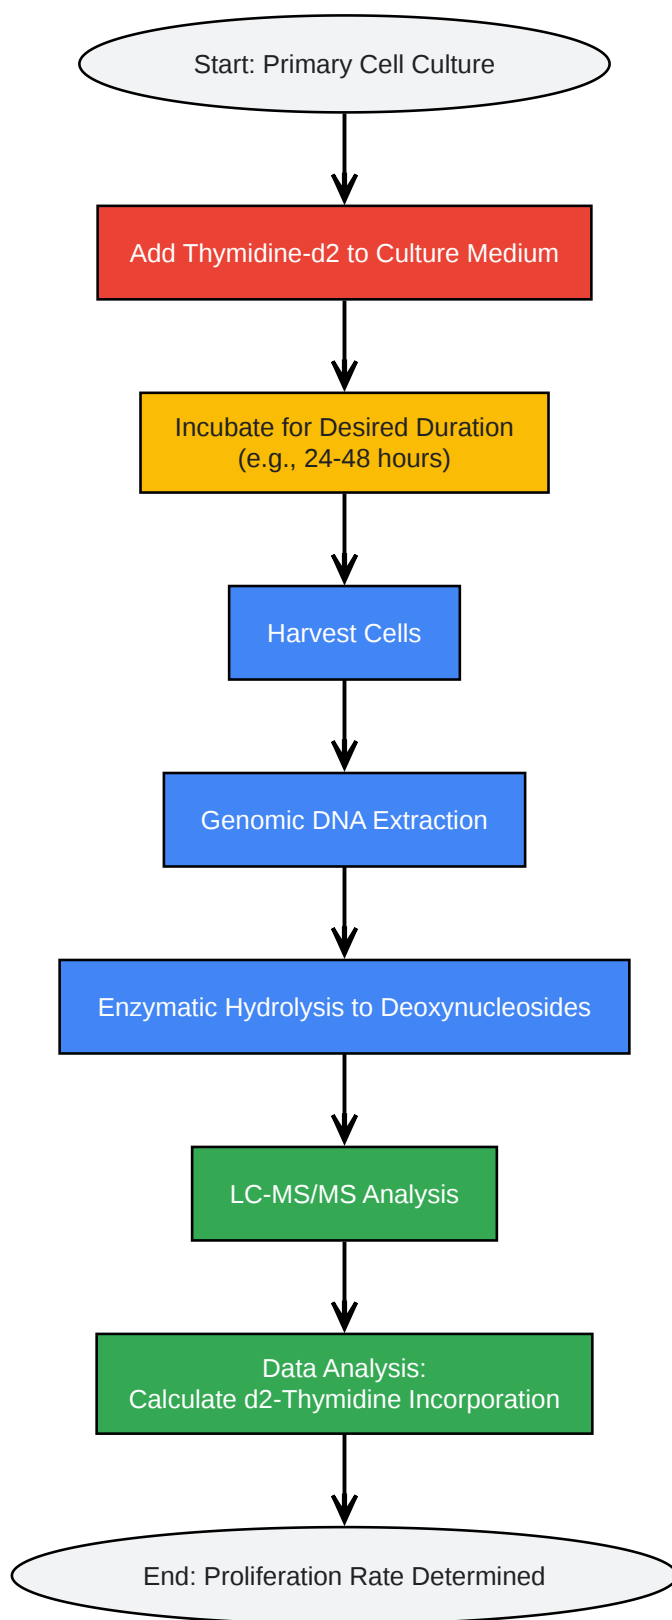 Start: Primary Cell Culture
Add Thymidine-d2 to Culture Medium
Incubate for Desired Duration
(e.g., 24-48 hours)
Harvest Cells
Genomic DNA Extraction
Enzymatic Hydrolysis to Deoxynucleosides
LC-MS/MS Analysis
Data Analysis:
Calculate d2-Thymidine Incorporation
End: Proliferation Rate Determined